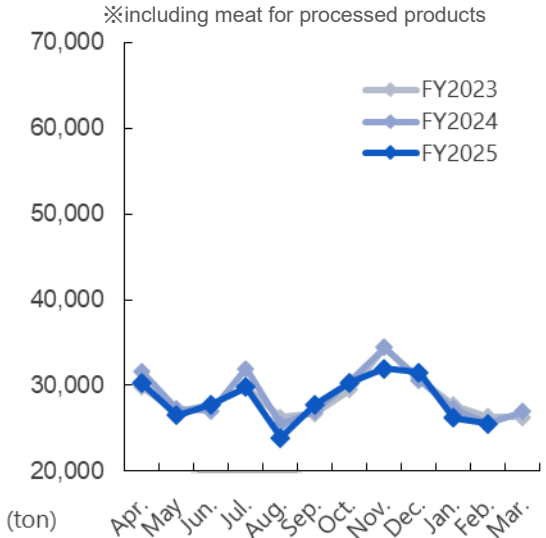 ※including meat for processed products
70,000
60,000
50,000
40,000
30,000
20,000
FY2023
FY2024
FY2025
(ton)
Apr. May Jun. Jul. Aug. Sep. Oct. Nov. Dec. Jan. Feb. Mar.